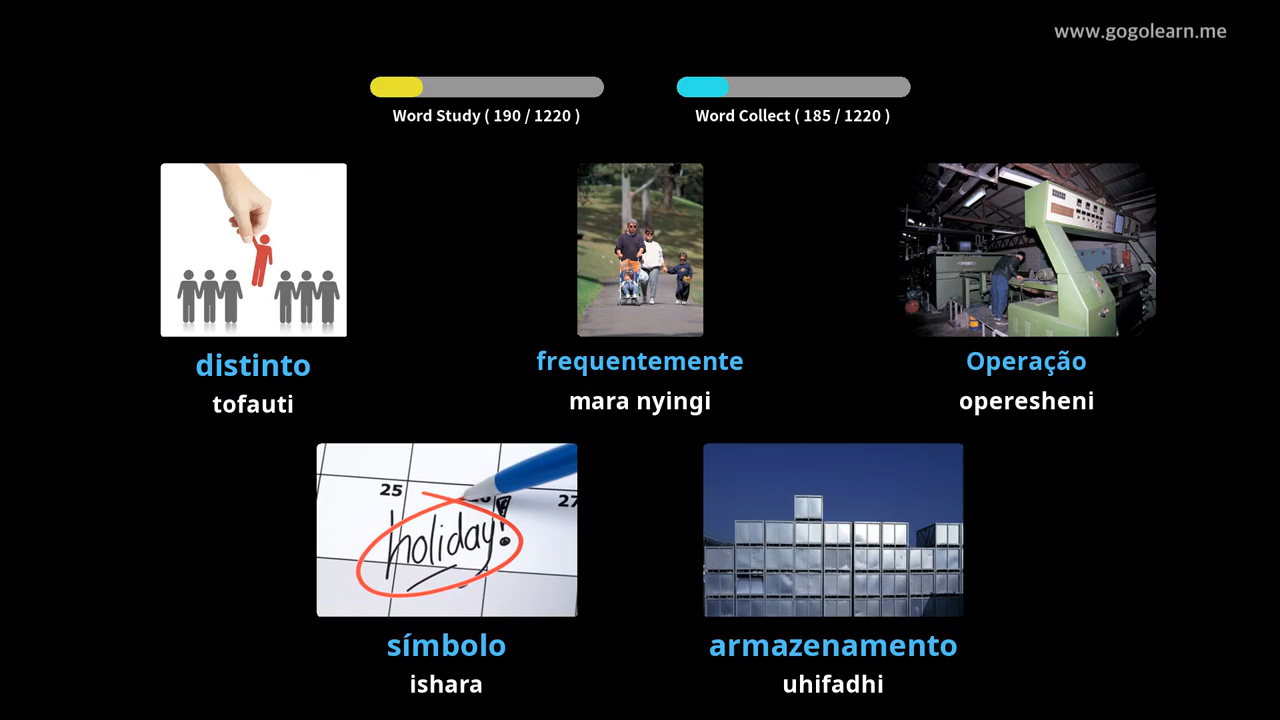 www.gogolearn.me
Word Study ( 190 / 1220 )
Word Collect ( 185 / 1220 )
distinto
tofauti
frequentemente
mara nyingi
Operação
operesheni
25
27
holiday!
símbolo
ishara
armazenamento
uhifadhi